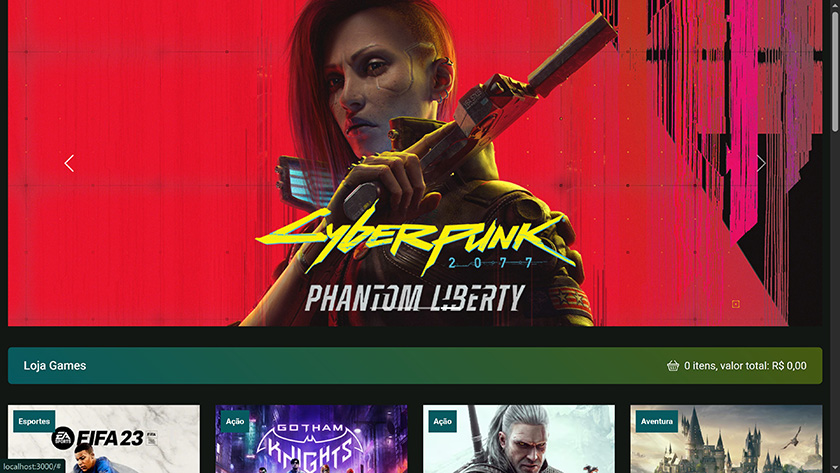 CYBERPUNK
2077
PHANTOM LIBERTY
Loja Games
0 itens, valor total: R$ 0,00
Esportes
EA SPORTS FIFA 23
Ação
GOTHAM
KNIGHTS
Ação
Aventura
localhost:3000/#